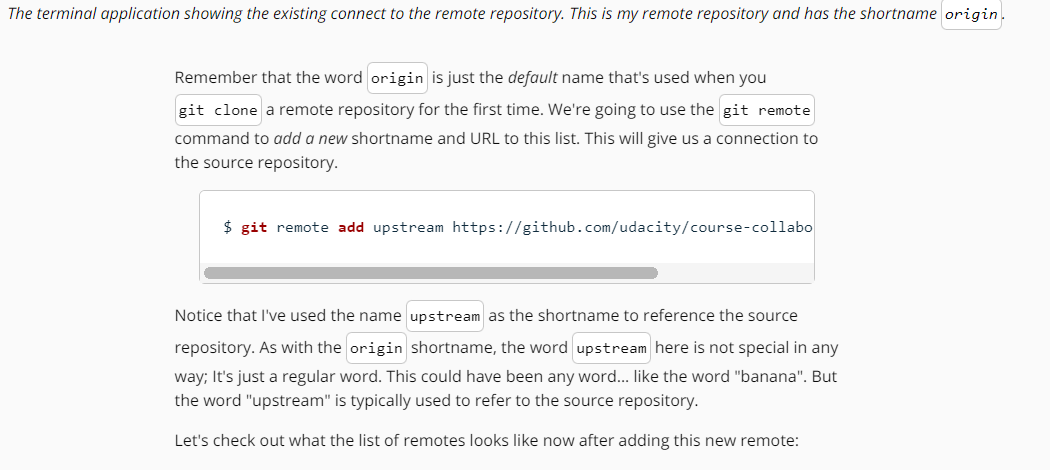 The terminal application showing the existing connect to the remote repository. This is my remote repository and has the shortname origin.
Remember that the word origin is just the default name that's used when you
git clone a remote repository for the first time. We're going to use the git remote
command to add a new shortname and URL to this list. This will give us a connection to
the source repository.
$ git remote add upstream https://github.com/udacity/course-collabo
Notice that I've used the name upstream as the shortname to reference the source
repository. As with the origin shortname, the word upstream here is not special in any
way; It's just a regular word. This could have been any word... like the word "banana". But
the word "upstream" is typically used to refer to the source repository.
Let's check out what the list of remotes looks like now after adding this new remote: